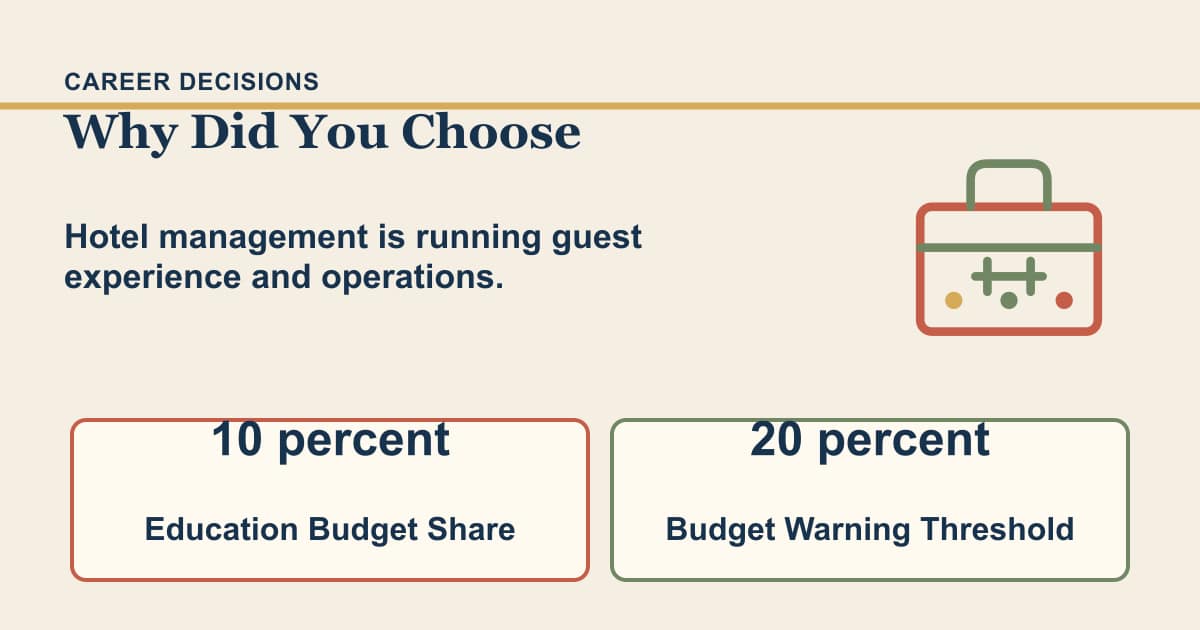 CAREER DECISIONS
Why Did You Choose
Hotel management is running guest
experience and operations.
10 percent
Education Budget Share
20 percent
Budget Warning Threshold